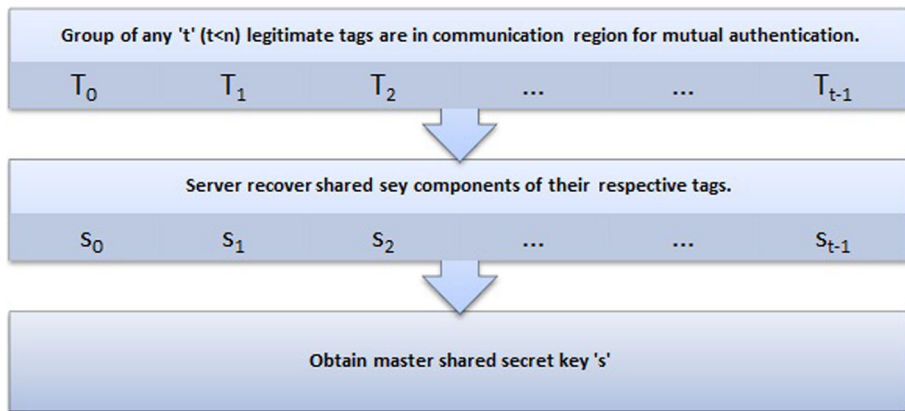 Group of any 't' (t<n) legitimate tags are in communication region for mutual authentication.
T₀ T₁ T₂ ... ... Tₜ₋₁
Server recover shared sey components of their respective tags.
s₀ s₁ s₂ ... ... sₜ₋₁
Obtain master shared secret key 's'